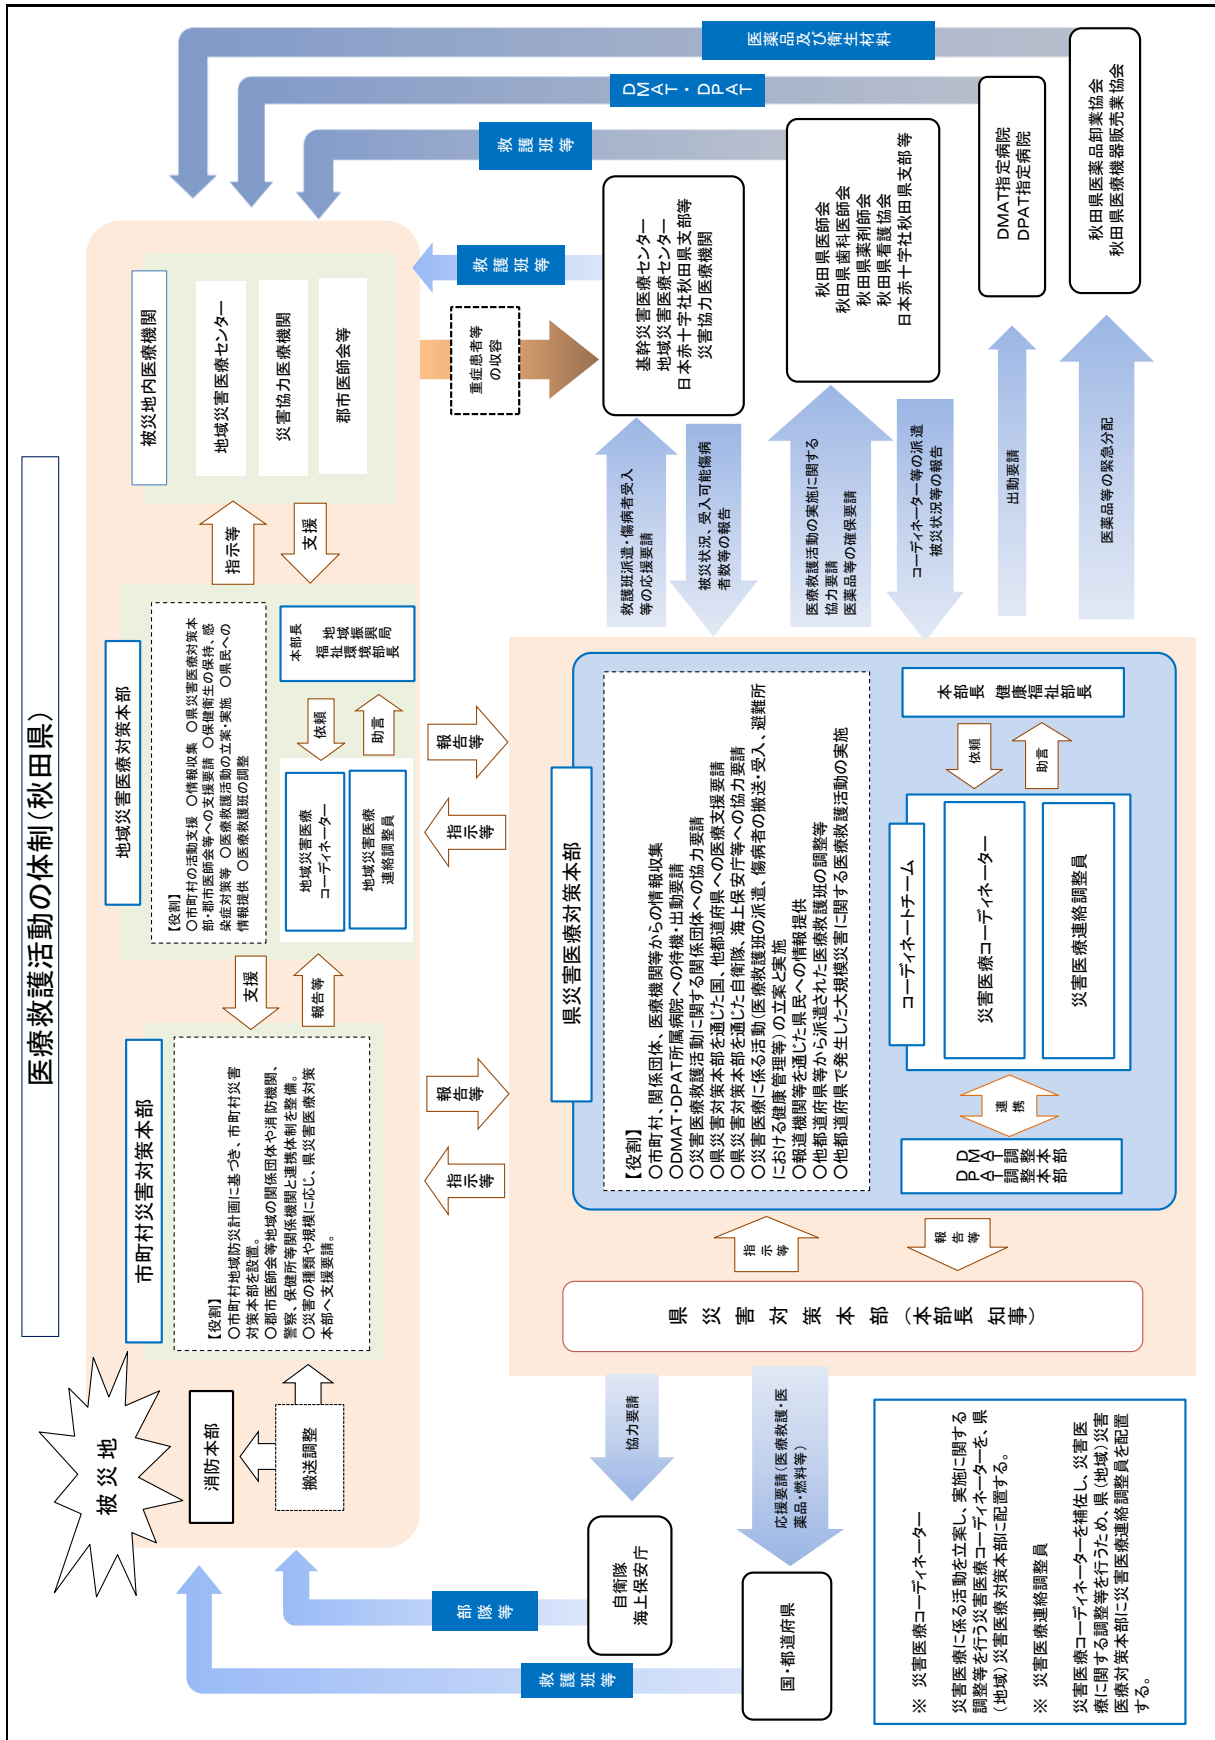 医療救護活動の体制(秋田県)
被災地
消防本部
搬送調整
市町村災害対策本部
【役割】
○市町村地域防災計画に基づき、市町村災害
対策本部を設置。
○郡市医師会等地域の関係団体や消防機関、
警察、保健所等関係機関と連携体制を整備。
○災害の種類や規模に応じ、県災害医療対策
本部へ支援要請。
支援
報告等
地域災害医療対策本部
【役割】
○市町村の活動支援 ○情報収集 ○県災害医療対策本
部・郡市医師会等への支援要請 ○保健衛生の保持、感
染症対策等 ○医療救護活動の立案・実施 ○県民への
情報提供 ○医療救護班の調整
地域災害医療
コーディネーター
地域災害医療
連絡調整員
依頼
助言
本部長
地域振興局
福祉環境部長
指示等
支援
被災地内医療機関
地域災害医療センター
災害協力医療機関
郡市医師会等
指示等
報告等
指示等
報告等
重症患者等
の収容
救護班等
救護班等
DMAT・DPAT
医薬品及び衛生材料
部隊等
救護班等
自衛隊
海上保安庁
国・都道府県
協力要請
応援要請(医療救護・医
薬品・燃料等)
県災害対策本部(本部長 知事)
指示等
報告等
県災害医療対策本部
【役割】
○市町村、関係団体、医療機関等からの情報収集
○DMAT・DPAT所属病院への待機・出動要請
○災害医療救護活動に関する関係団体への協力要請
○県災害対策本部を通じた国、他都道府県への医療支援要請
○県災害対策本部を通じた自衛隊、海上保安庁等への協力要請
○災害医療に係る活動(医療救護班の派遣、傷病者の搬送・受入、避難所
における健康管理等)の立案と実施
○報道機関等を通じた県民への情報提供
○他都道府県等から派遣された医療救護班の調整等
○他都道府県で発生した大規模災害に関する医療救護活動の実施
DMAT調整本部
DPAT調整本部
連携
コーディネートチーム
災害医療コーディネーター
災害医療連絡調整員
依頼
助言
本部長 健康福祉部長
救護班派遣・傷病者受入
等の応援要請
被災状況、受入可能傷病
者数等の報告
医療救護活動の実施に関する
協力要請
医薬品等の確保要請
コーディネーター等の派遣
被災状況等の報告
出動要請
医薬品等の緊急分配
基幹災害医療センター
地域災害医療センター
日本赤十字社秋田県支部等
災害協力医療機関
秋田県医師会
秋田県歯科医師会
秋田県薬剤師会
秋田県看護協会
日本赤十字社秋田県支部等
DMAT指定病院
DPAT指定病院
秋田県医薬品卸業協会
秋田県医療機器販売業協会
※ 災害医療コーディネーター
災害医療に係る活動を立案し、実施に関する
調整等を行う災害医療コーディネーターを、県
(地域)災害医療対策本部に配置する。
※ 災害医療連絡調整員
災害医療コーディネーターを補佐し、災害医
療に関する調整等を行うため、県(地域)災害
医療対策本部に災害医療連絡調整員を配置
する。